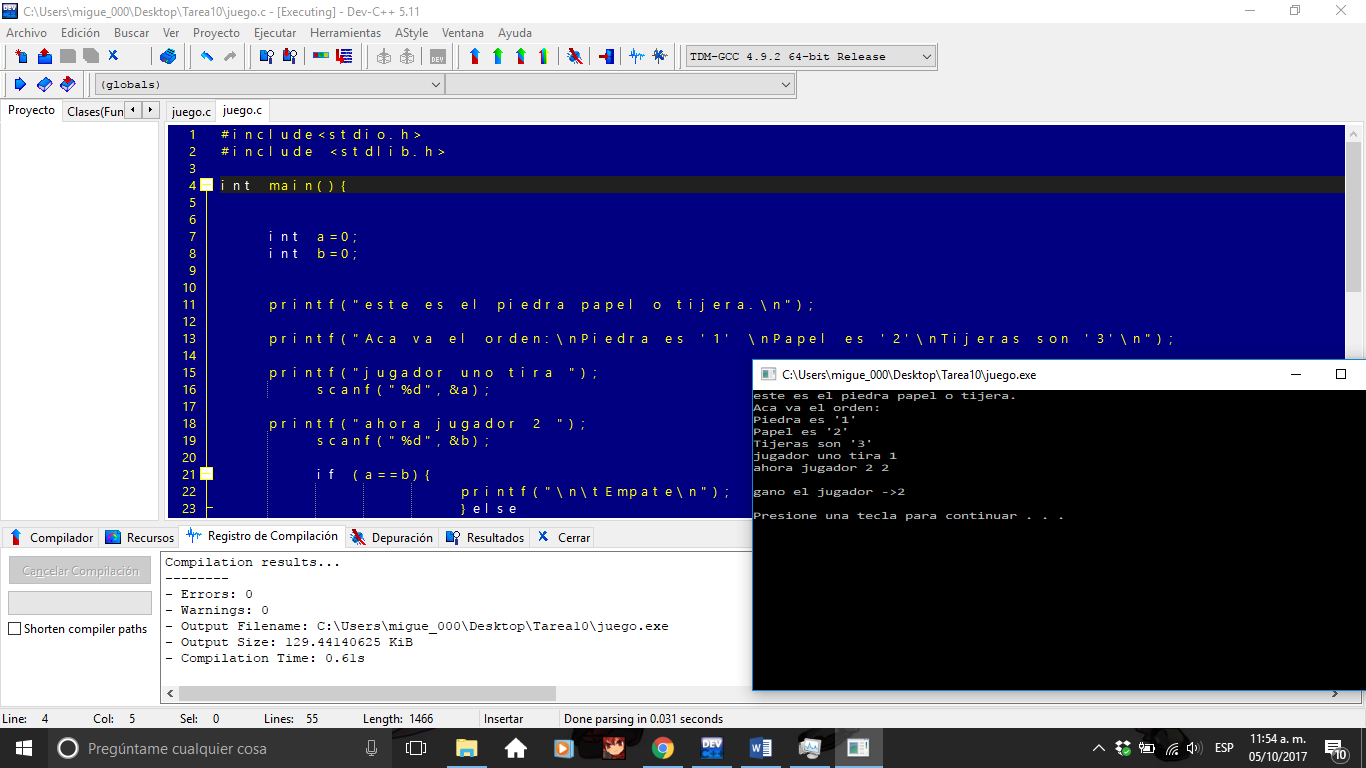 C:\Users\migue_000\Desktop\Tarea10\juego.c - [Executing] - Dev-C++ 5.11
Archivo Edición Buscar Ver Proyecto Ejecutar Herramientas AStyle Ventana Ayuda
TDM-GCC 4.9.2 64-bit Release
(globals)
Proyecto Clases(Fun juego.c juego.c
1 #include<stdio.h>
2 #include <stdlib.h>
3
4 int main(){
5
6
7 int a=0;
8 int b=0;
9
10
11 printf("este es el piedra papel o tijera.\n");
12
13 printf("Aca va el orden:\nPiedra es '1' \nPapel es '2'\nTijeras son '3'\n");
14
15 printf("jugador uno tira ");
16 scanf("%d",&a);
17
18 printf("ahora jugador 2 ");
19 scanf("%d",&b);
20
21 if (a==b){
22 printf("\n\tEmpate\n");
23 }else
C:\Users\migue_000\Desktop\Tarea10\juego.exe
este es el piedra papel o tijera.
Aca va el orden:
Piedra es '1'
Papel es '2'
Tijeras son '3'
jugador uno tira 1
ahora jugador 2 2
gano el jugador ->2
Presione una tecla para continuar . . .
Compilador Recursos Registro de Compilación Depuración Resultados Cerrar
Cancelar Compilación
Shorten compiler paths
Compilation results...
--------
- Errors: 0
- Warnings: 0
- Output Filename: C:\Users\migue_000\Desktop\Tarea10\juego.exe
- Output Size: 129.44140625 KiB
- Compilation Time: 0.61s
Line: 4 Col: 5 Sel: 0 Lines: 55 Length: 1466 Insertar Done parsing in 0.031 seconds
Pregúntame cualquier cosa
DEV
ESP
11:54 a. m.
05/10/2017
10